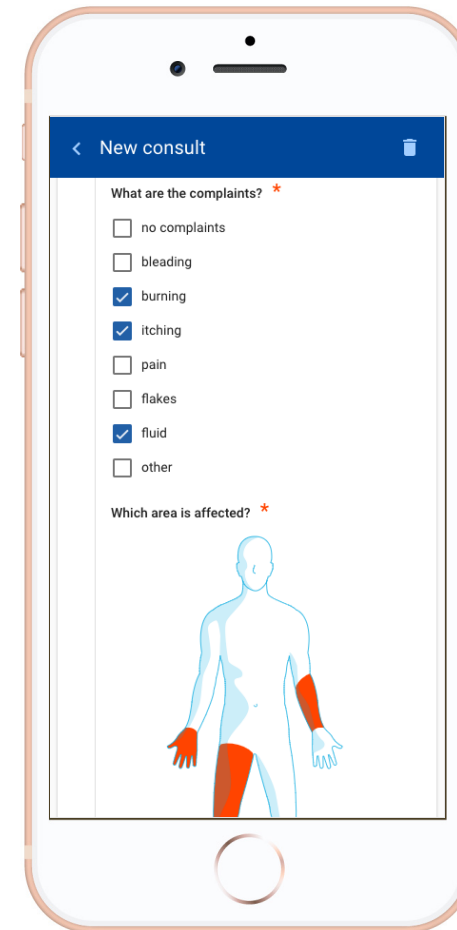 New consult
What are the complaints? *
no complaints
bleading
burning
itching
pain
flakes
fluid
other
Which area is affected? *